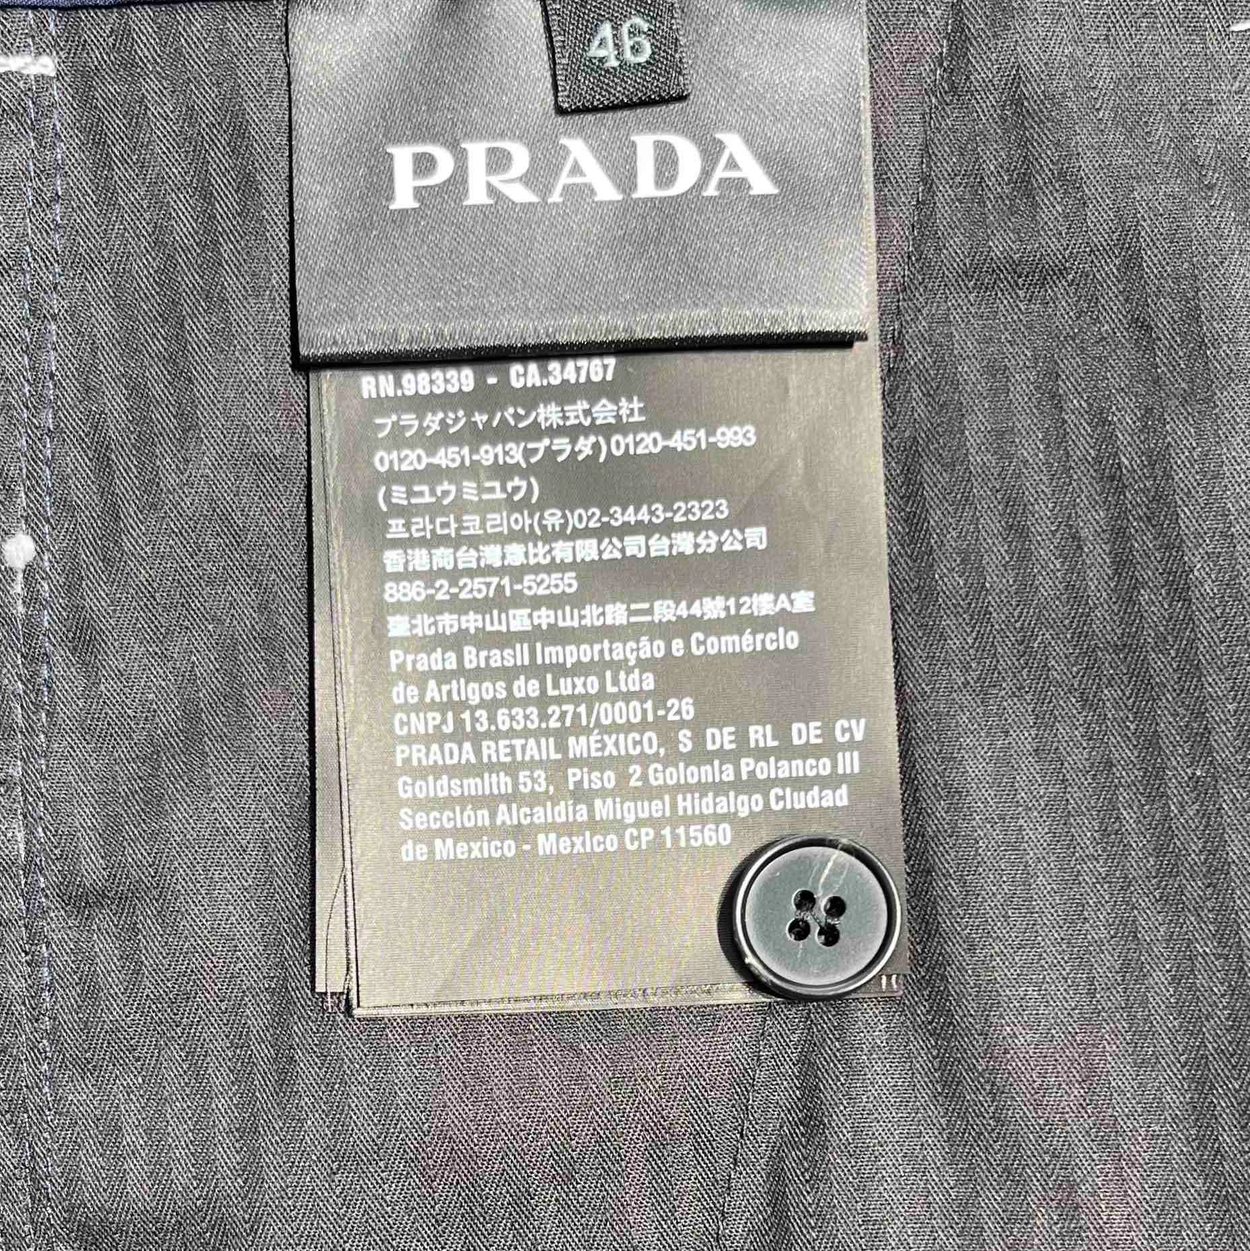 46
PRADA
RN.98339 - CA.34767
プラダジャパン株式会社
0120-451-913(プラダ)0120-451-993
(ミユウミユウ)
프라다코리아(유)02-3443-2323
香港商台灣意比有限公司台灣分公司
886-2-2571-5255
臺北市中山區中山北路二段44號12樓A室
Prada Brasil Importação e Comércio
de Artigos de Luxo Ltda
CNPJ 13.633.271/0001-26
PRADA RETAIL MÉXICO, S DE RL DE CV
Goldsmith 53, Piso 2 Golonia Polanco III
Sección Alcaldía Miguel Hidalgo Ciudad
de Mexico - Mexico CP 11560